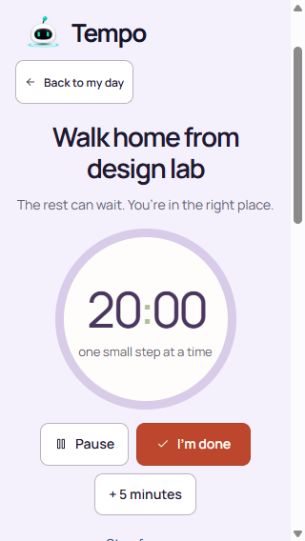 Tempo
← Back to my day
Walk home from
design lab
The rest can wait. You're in the right place.
20:00
one small step at a time
Pause
✓ I'm done
+ 5 minutes